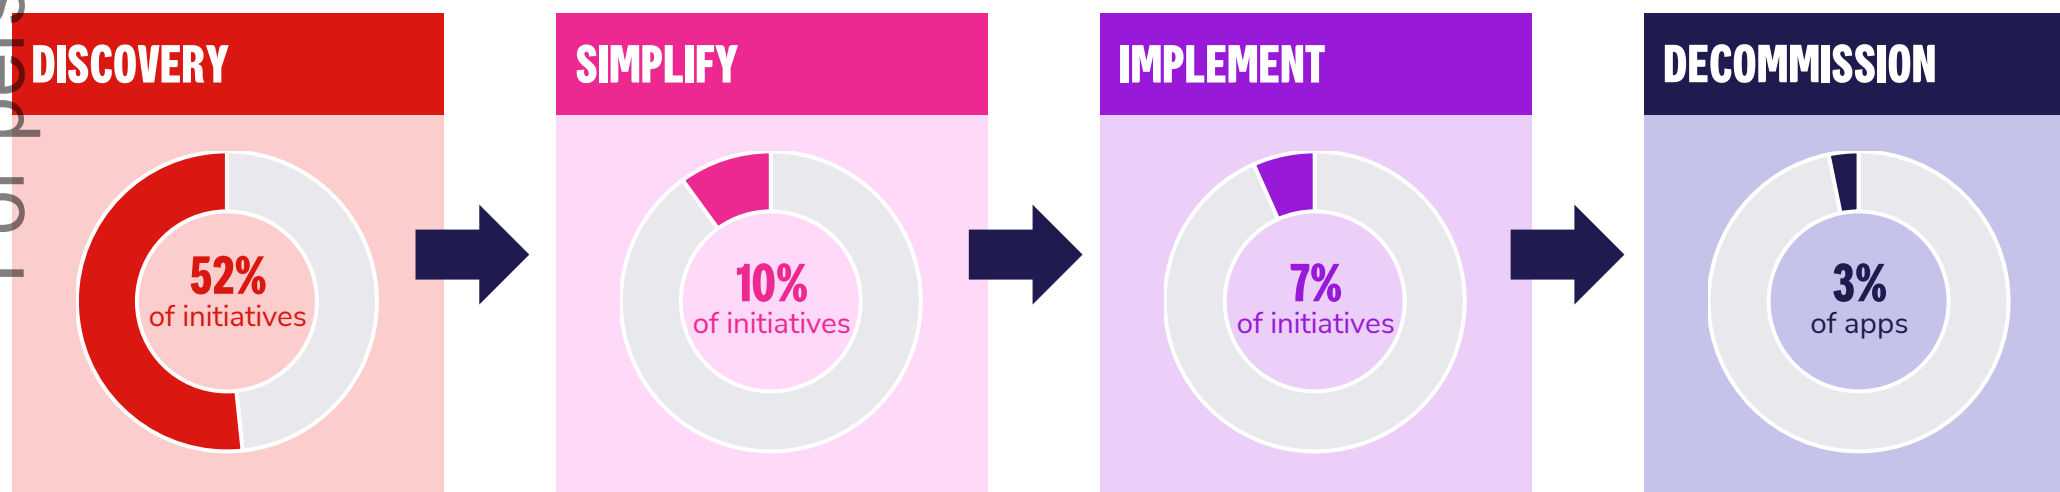 DISCOVERY
52%
of initiatives
SIMPLIFY
10%
of initiatives
IMPLEMENT
7%
of initiatives
DECOMMISSION
3%
of apps